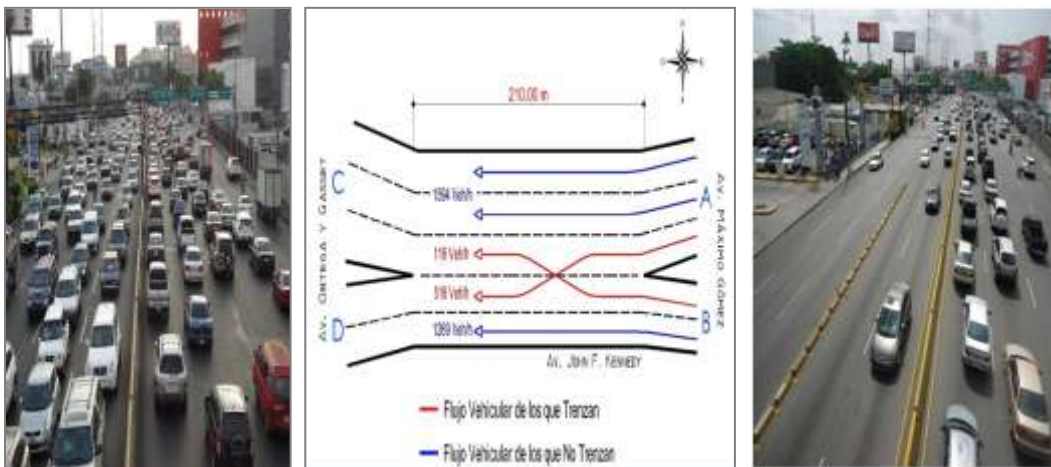 210.00 m
C
A
1594 Veh/h
Av. ORTEGA Y GASSET
Av. MÁXIMO GÓMEZ
116 Veh/h
516 Veh/h
D
B
1269 Veh/h
Av. JOHN F. KENNEDY
Flujo Vehicular de los que Trenzan
Flujo Vehicular de los que No Trenzan